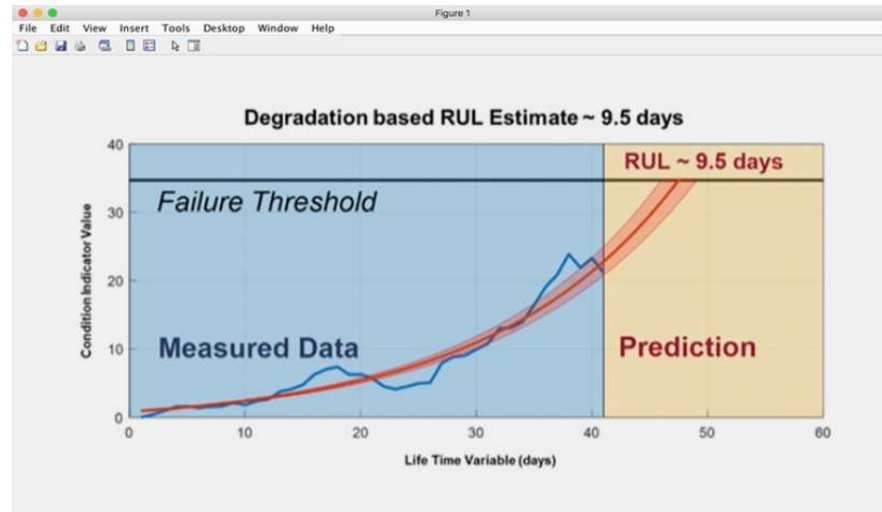 Figure 1
File Edit View Insert Tools Desktop Window Help
Degradation based RUL Estimate ~ 9.5 days
40
RUL ~ 9.5 days
Failure Threshold
30
Condition Indicator Value
20
10
Measured Data
Prediction
0
0 10 20 30 40 50 60
Life Time Variable (days)